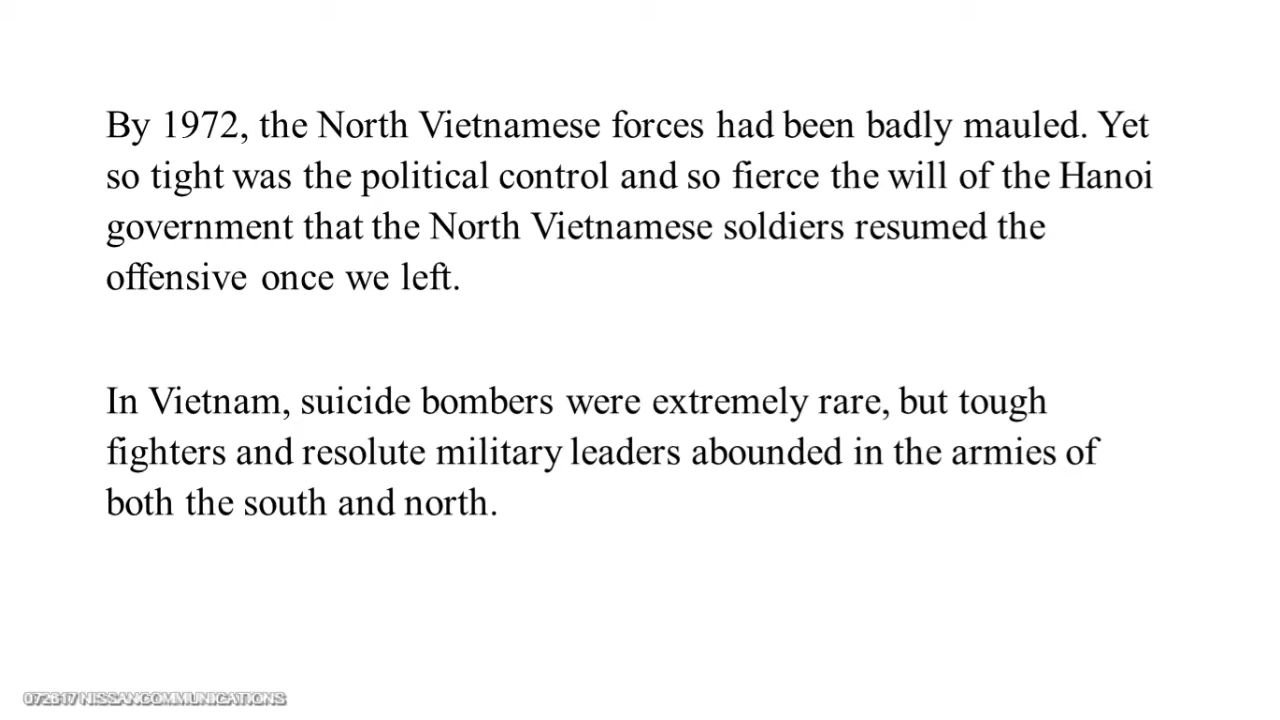 By 1972, the North Vietnamese forces had been badly mauled. Yet
so tight was the political control and so fierce the will of the Hanoi
government that the North Vietnamese soldiers resumed the
offensive once we left.
In Vietnam, suicide bombers were extremely rare, but tough
fighters and resolute military leaders abounded in the armies of
both the south and north.
072617 NISSANCOMMUNICATIONS